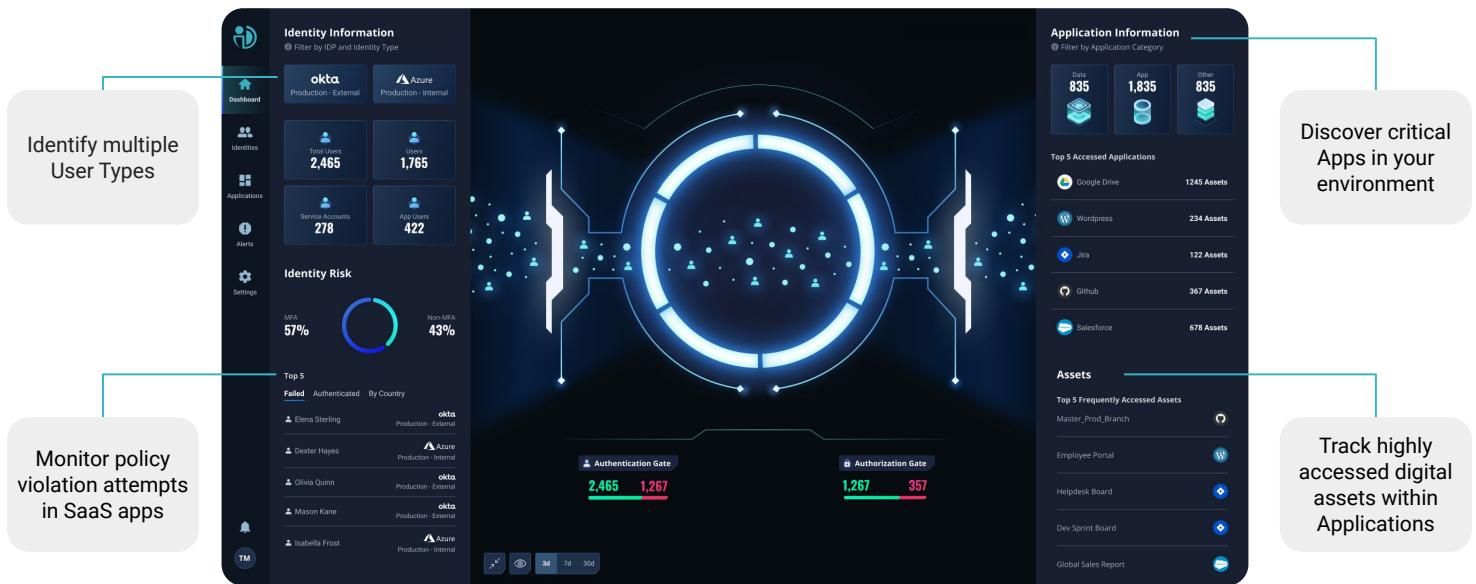 Identify multiple
User Types
Monitor policy
violation attempts
in SaaS apps
Dashboard
Identities
Applications
Alerts
Settings
TM
Identity Information
Filter by IDP and Identity Type
okta
Production - External
Azure
Production - Internal
Total Users
2,465
Users
1,765
Service Accounts
278
App Users
422
Identity Risk
MFA
57%
Non-MFA
43%
Top 5
Failed Authenticated By Country
Elena Sterling
okta
Production - External
Dexter Hayes
Azure
Production - Internal
Olivia Quinn
okta
Production - External
Mason Kane
okta
Production - External
Isabella Frost
Azure
Production - Internal
Authentication Gate
2,465 1,267
Authorization Gate
1,267 357
3d 7d 30d
Application Information
Filter by Application Category
Data
835
App
1,835
Other
835
Top 5 Accessed Applications
Google Drive 1245 Assets
Wordpress 234 Assets
Jira 122 Assets
Github 367 Assets
Salesforce 678 Assets
Assets
Top 5 Frequently Accessed Assets
Master_Prod_Branch
Employee Portal
Helpdesk Board
Dev Sprint Board
Global Sales Report
Discover critical
Apps in your
environment
Track highly
accessed digital
assets within
Applications